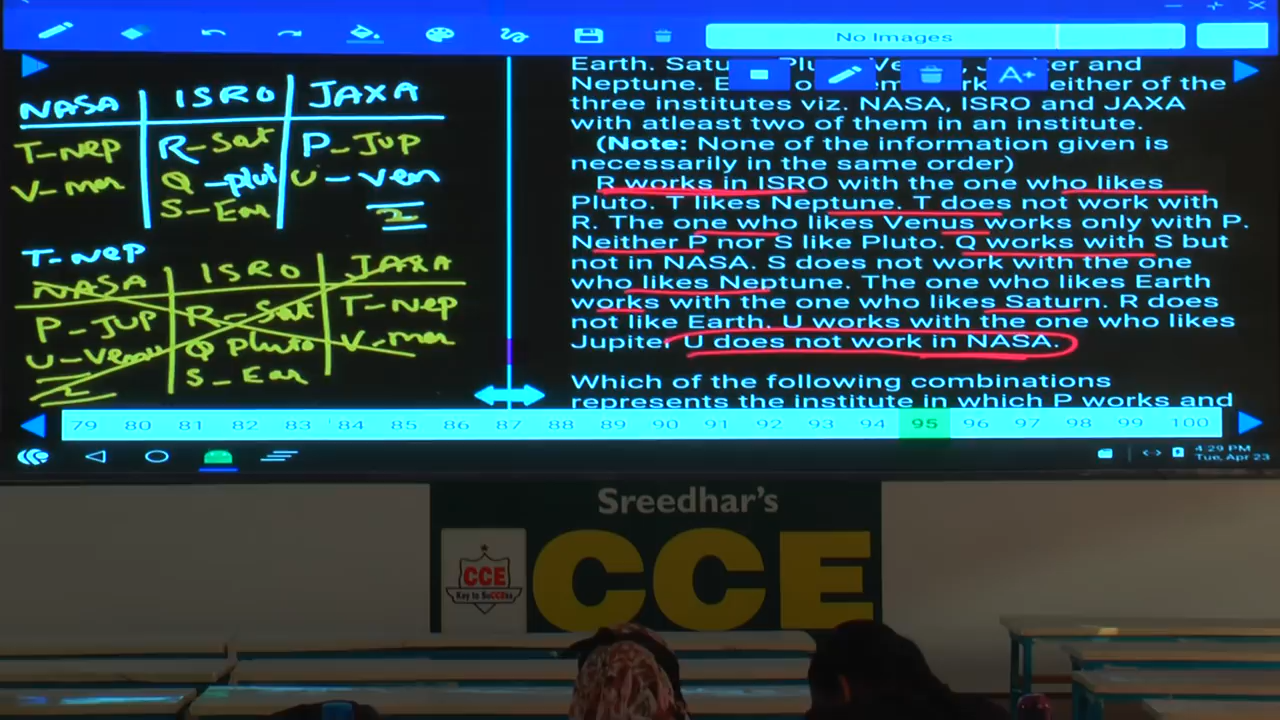 No Images
NASA ISRO JAXA
T-Nep R-Sat P-Jup
V-mer Q-plut U-Ven
S-Ear 2
T-Nep
NASA ISRO JAXA
P-Jup R-Sat T-Nep
U-Venus Q Pluto V-mer
2 S-Ear
A+
Earth.
Neptune. either of the
three institutes viz. NASA, ISRO and JAXA
with atleast two of them in an institute.
(Note: None of the information given is
necessarily in the same order)
R works in ISRO with the one who likes
Pluto. T likes Neptune. T does not work with
R. The one who likes Venus works only with P.
Neither P nor S like Pluto. Q works with S but
not in NASA. S does not work with the one
who likes Neptune. The one who likes Earth
works with the one who likes Saturn. R does
not like Earth. U works with the one who likes
Jupiter U does not work in NASA.
Which of the following combinations
represents the institute in which P works and
79 80 81 82 83 84 85 86 87 88 89 90 91 92 93 94 95 96 97 98 99 100
4:29 PM
Tue, Apr 23
Sreedhar's
CCE
CCE
Key to SuCCEss